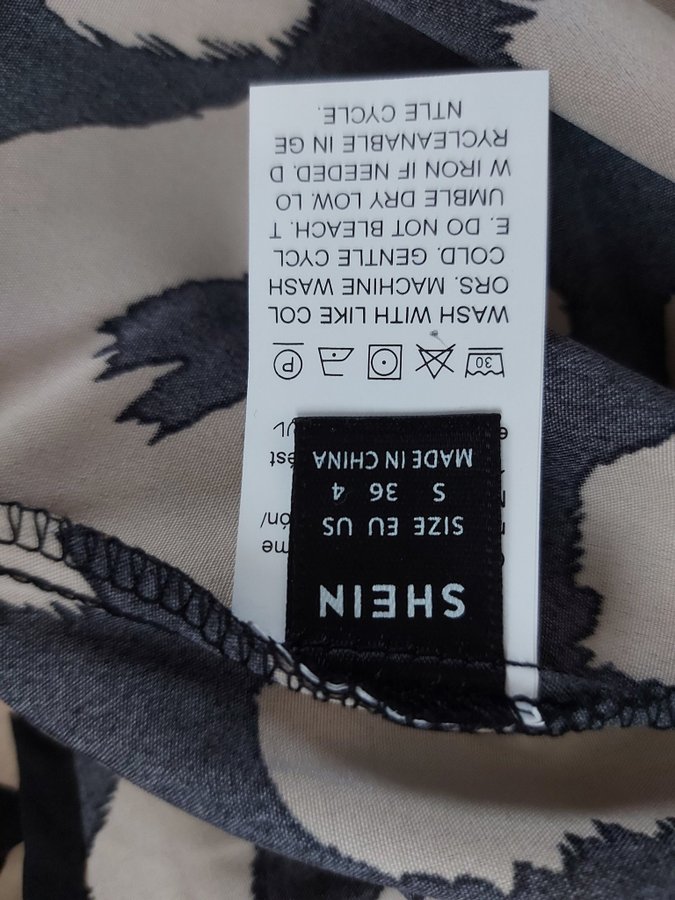 SHEIN
SIZE EU US
S 36 4
MADE IN CHINA
30
P
WASH WITH LIKE COL
ORS. MACHINE WASH
COLD. GENTLE CYCL
E. DO NOT BLEACH. T
UMBLE DRY LOW. LO
W IRON IF NEEDED. D
RYCLEANABLE IN GE
NTLE CYCLE.